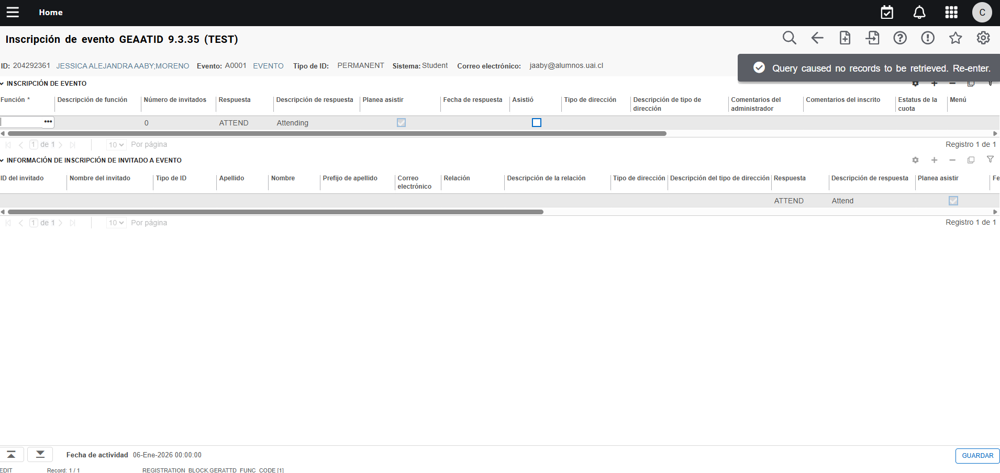 Home
C
Inscripción de evento GEAATID 9.3.35 (TEST)
ID: 204292361 JESSICA ALEJANDRA AABY;MORENO Evento: A0001 EVENTO Tipo de ID: PERMANENT Sistema: Student Correo electrónico: jaaby@alumnos.uai.cl
Query caused no records to be retrieved. Re-enter.
INSCRIPCIÓN DE EVENTO
Función * Descripción de función Número de invitados Respuesta Descripción de respuesta Planea asistir Fecha de respuesta Asistió Tipo de dirección Descripción de tipo de dirección Comentarios del administrador Comentarios del inscrito Estatus de la cuota Menú
0 ATTEND Attending
1 de 1 10 Por página Registro 1 de 1
INFORMACIÓN DE INSCRIPCIÓN DE INVITADO A EVENTO
ID del invitado Nombre del invitado Tipo de ID Apellido Nombre Prefijo de apellido Correo electrónico Relación Descripción de la relación Tipo de dirección Descripción del tipo de dirección Respuesta Descripción de respuesta Planea asistir Fe
ATTEND Attend
1 de 1 10 Por página Registro 1 de 1
Fecha de actividad 06-Ene-2026 00:00:00
GUARDAR
EDIT Record: 1 / 1 REGISTRATION_BLOCK.GERATTD_FUNC_CODE [1]